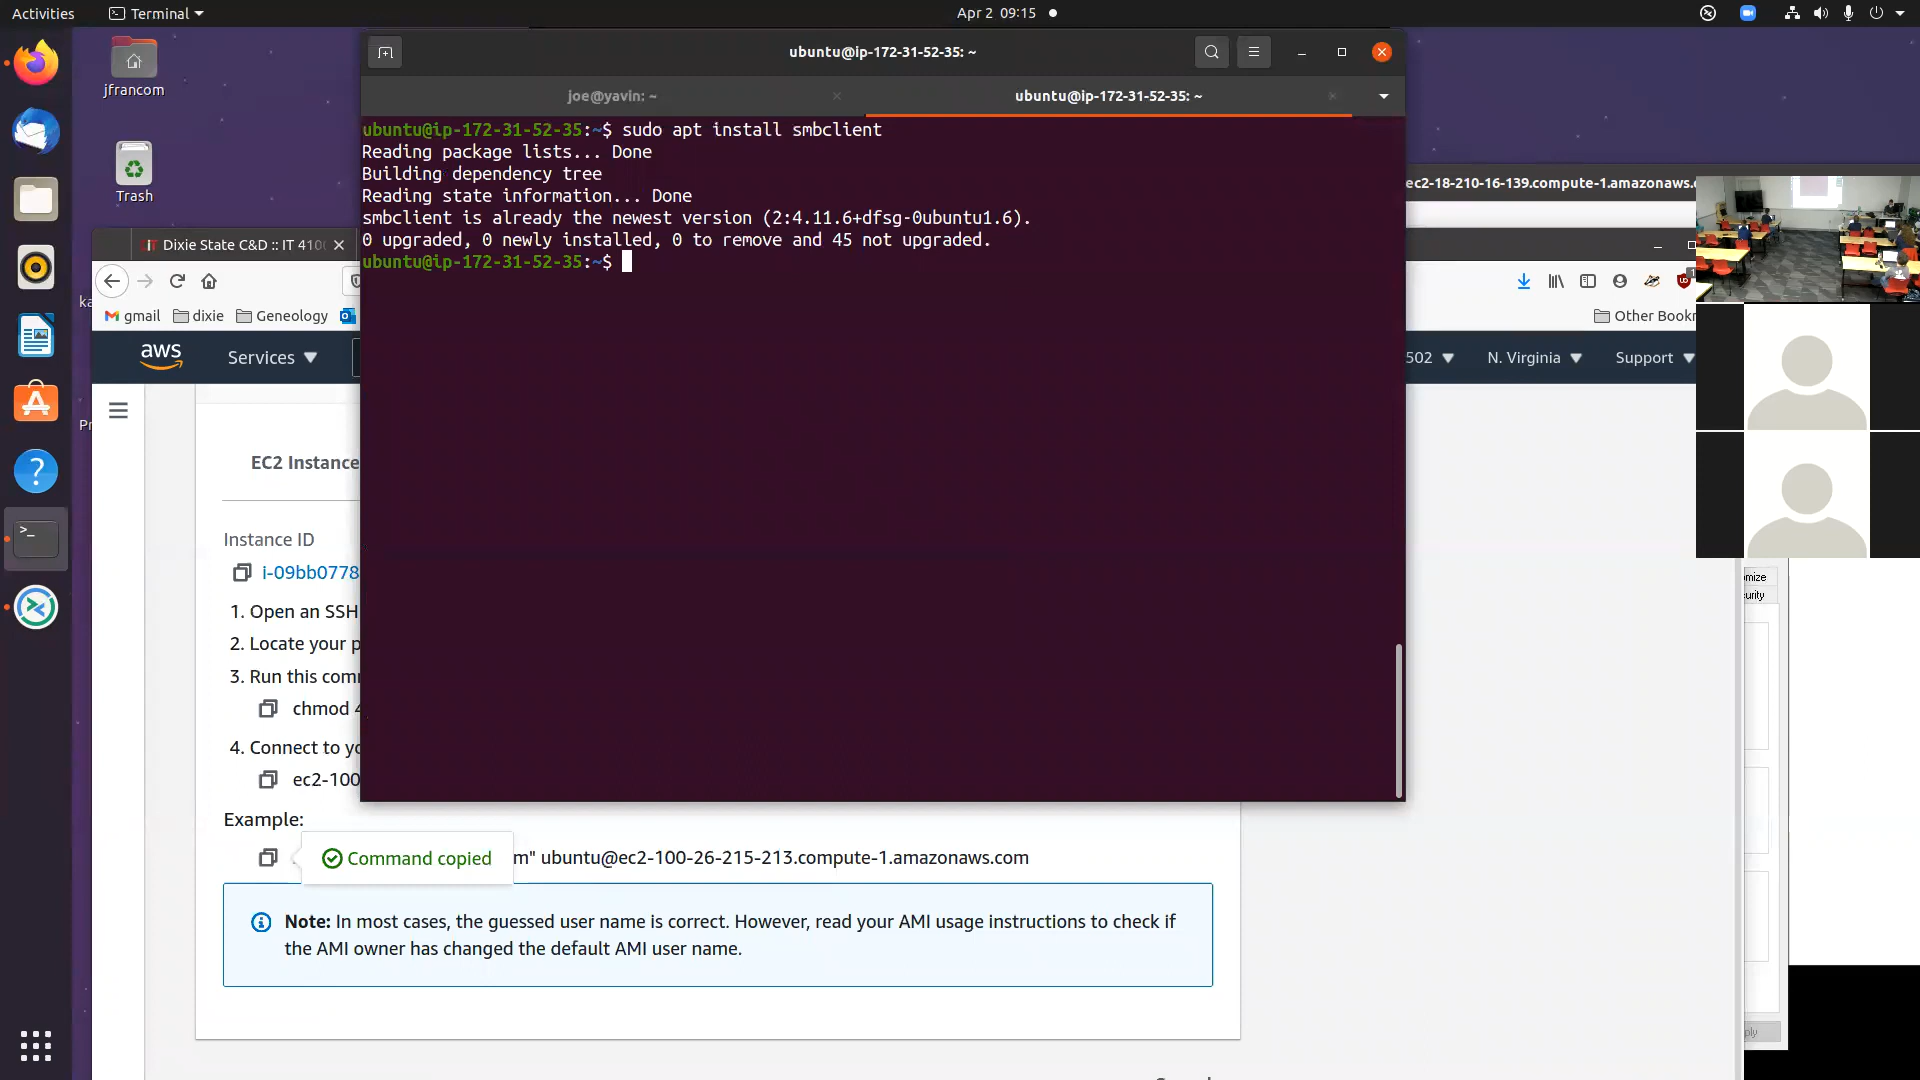 Activities
Terminal
Apr 2 09:15
jfrancom
Trash
ubuntu@ip-172-31-52-35: ~
joe@yavin: ~
ubuntu@ip-172-31-52-35: ~
ubuntu@ip-172-31-52-35:~$ sudo apt install smbclient
Reading package lists... Done
Building dependency tree
Reading state information... Done
smbclient is already the newest version (2:4.11.6+dfsg-0ubuntu1.6).
0 upgraded, 0 newly installed, 0 to remove and 45 not upgraded.
ubuntu@ip-172-31-52-35:~$
ec2-18-210-16-139.compute-1.amazonaws.c
Dixie State C&D :: IT 410
gmail
dixie
Geneology
Other Bookr
aws
Services
502
N. Virginia
Support
EC2 Instance
Instance ID
i-09bb0778
1. Open an SSH
2. Locate your p
3. Run this com
chmod 4
4. Connect to yo
ec2-100
Example:
Command copied
m" ubuntu@ec2-100-26-215-213.compute-1.amazonaws.com
Note: In most cases, the guessed user name is correct. However, read your AMI usage instructions to check if
the AMI owner has changed the default AMI user name.
omize
urity
ply